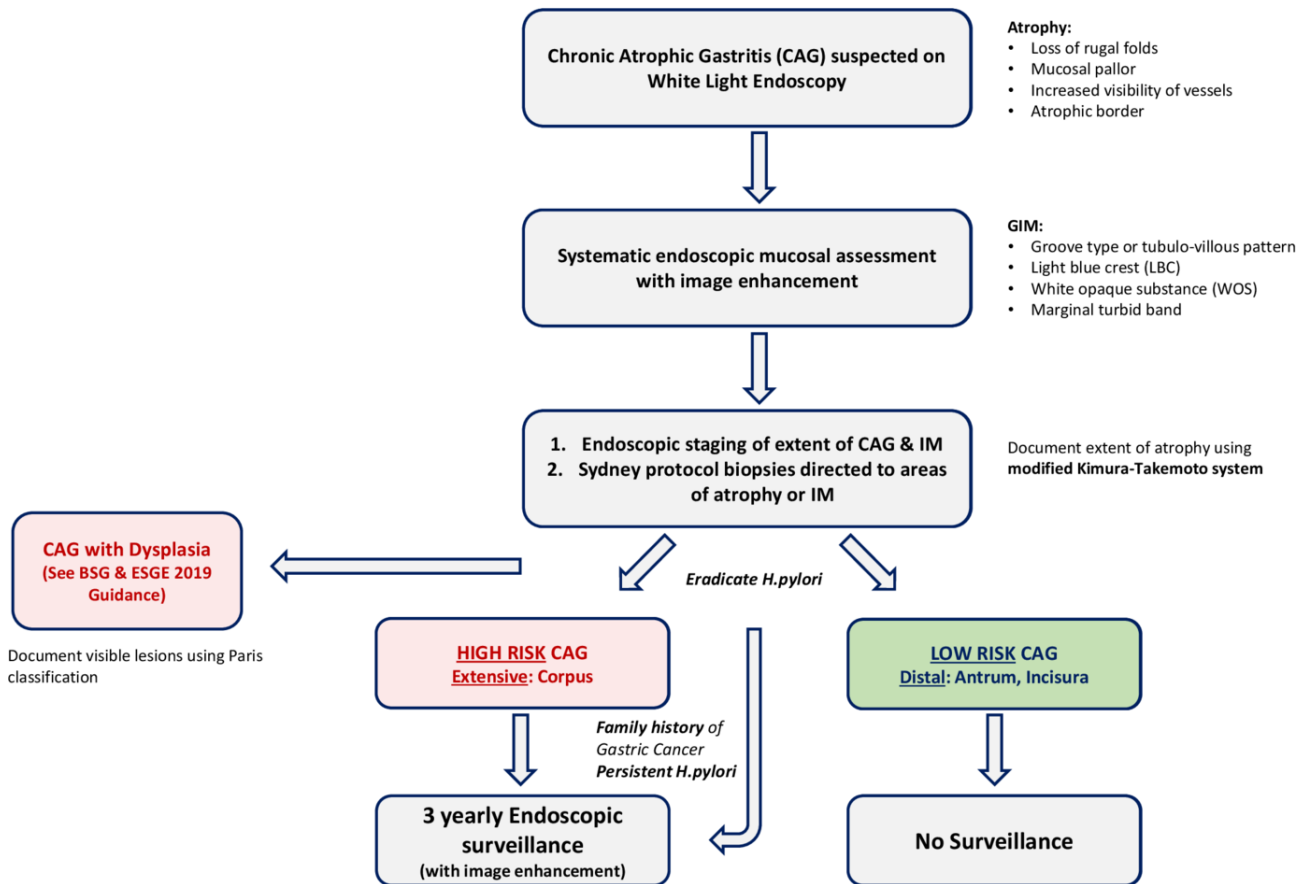 Chronic Atrophic Gastritis (CAG) suspected on
White Light Endoscopy
Atrophy:
• Loss of rugal folds
• Mucosal pallor
• Increased visibility of vessels
• Atrophic border
Systematic endoscopic mucosal assessment
with image enhancement
GIM:
• Groove type or tubulo-villous pattern
• Light blue crest (LBC)
• White opaque substance (WOS)
• Marginal turbid band
1. Endoscopic staging of extent of CAG & IM
2. Sydney protocol biopsies directed to areas
of atrophy or IM
Document extent of atrophy using
modified Kimura-Takemoto system
CAG with Dysplasia
(See BSG & ESGE 2019
Guidance)
Document visible lesions using Paris
classification
Eradicate H.pylori
HIGH RISK CAG
Extensive: Corpus
LOW RISK CAG
Distal: Antrum, Incisura
Family history of
Gastric Cancer
Persistent H.pylori
3 yearly Endoscopic
surveillance
(with image enhancement)
No Surveillance